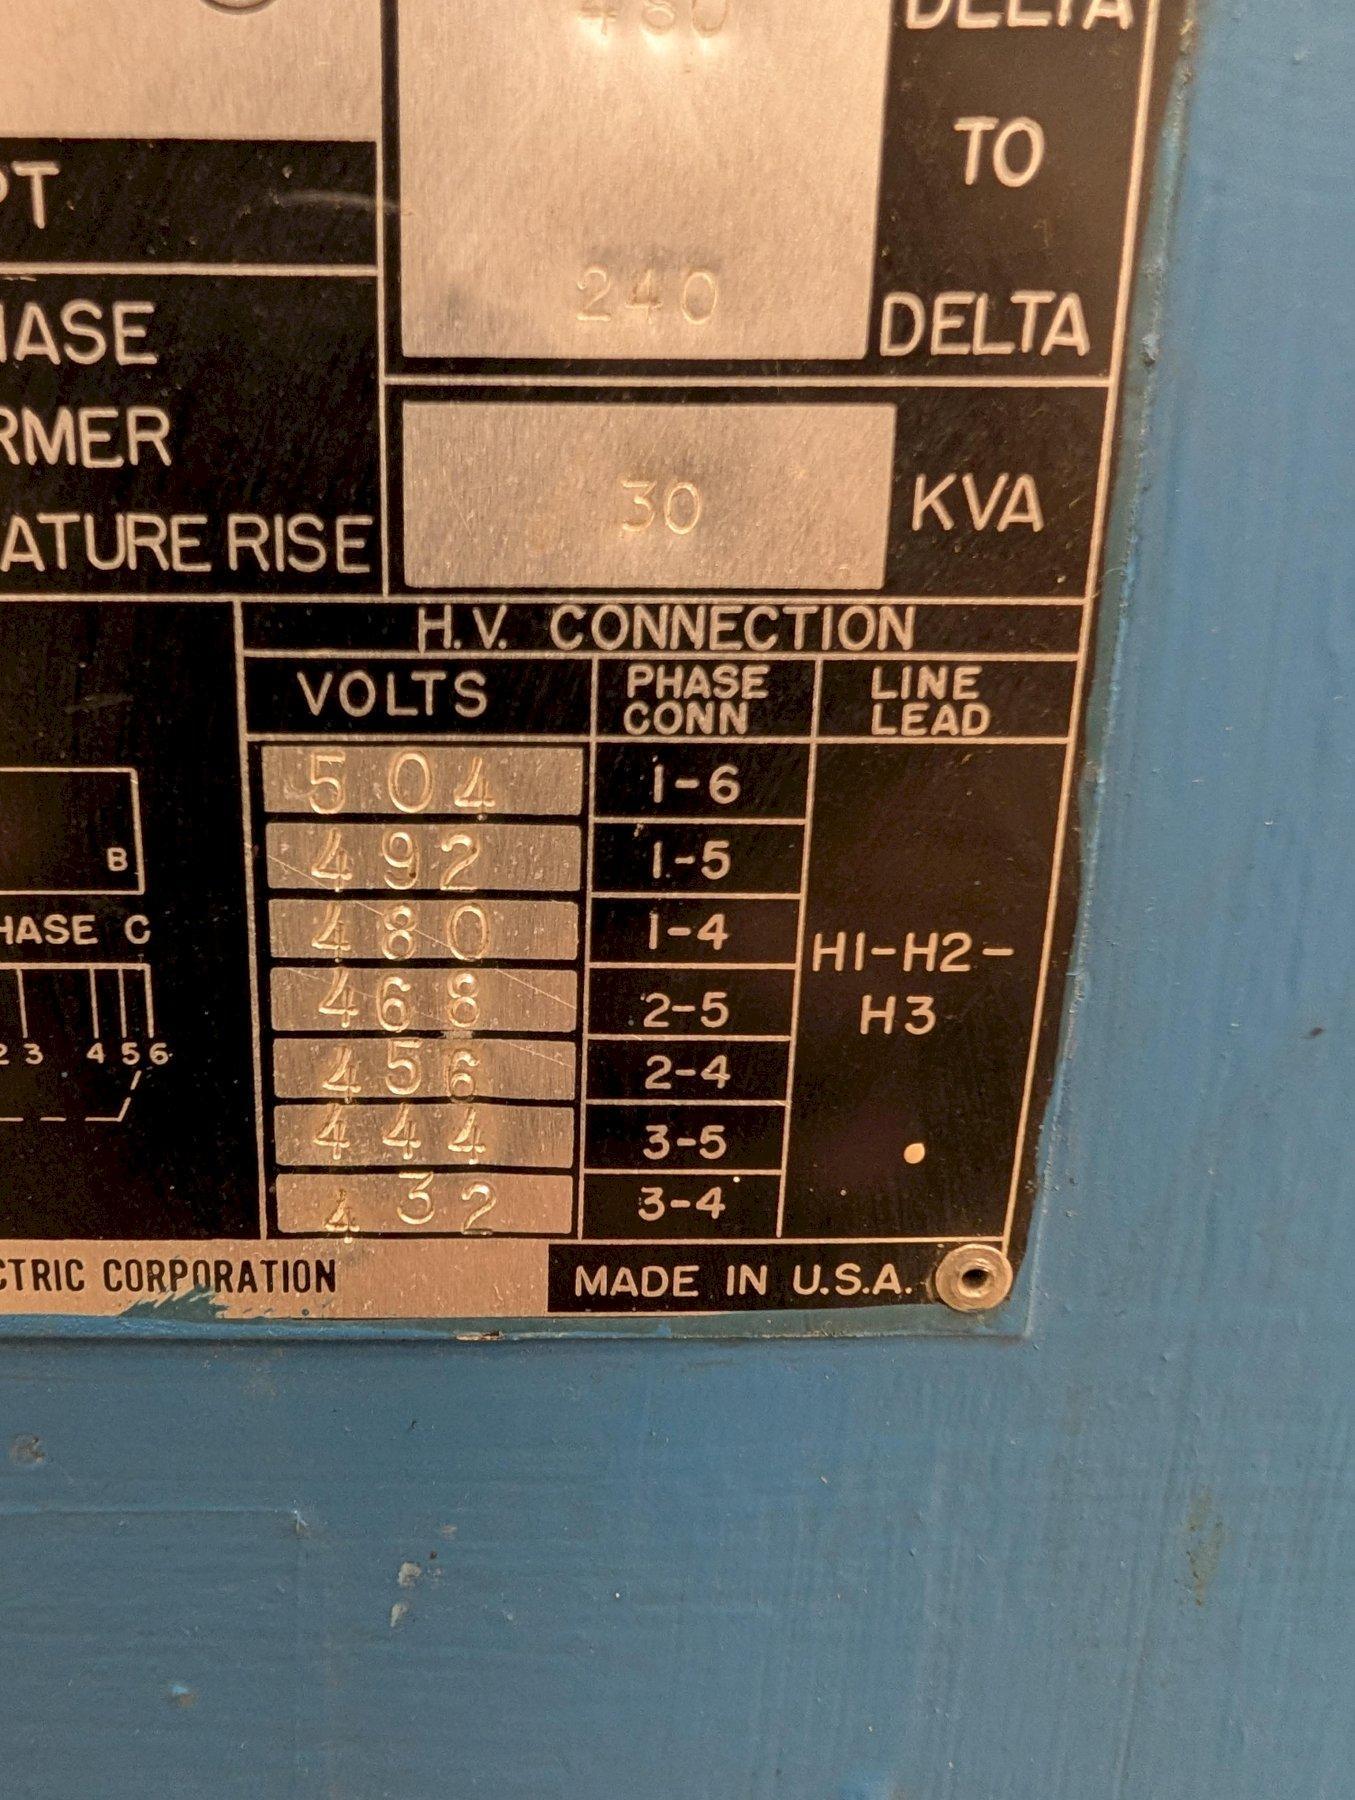 480 DELTA
TO
240 DELTA
PT
HASE
RMER
ATURE RISE
30 KVA
H.V. CONNECTION
VOLTS PHASE CONN LINE LEAD
504 1-6
492 1-5
480 1-4
468 2-5
456 2-4
444 3-5
432 3-4
H1-H2-
H3
B
HASE C
2 3 4 5 6
CTRIC CORPORATION
MADE IN U.S.A.